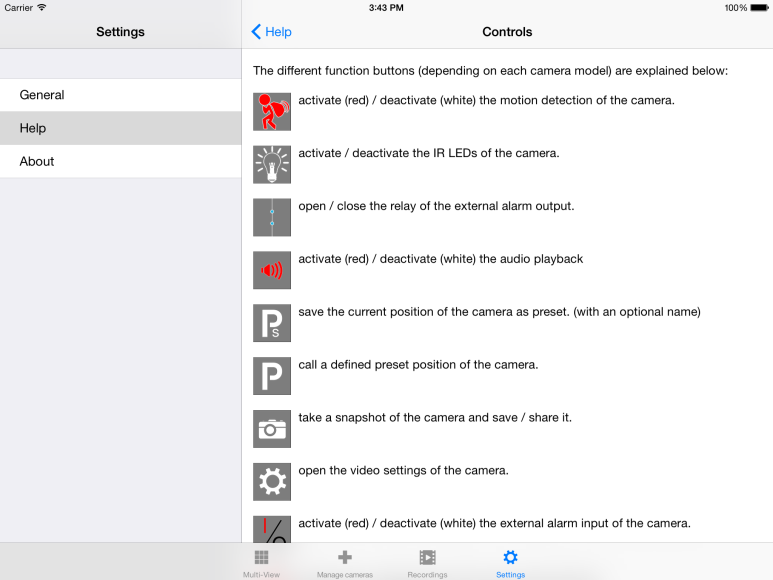 Carrier
3:43 PM
100%
Settings
Help
Controls
General
Help
About
The different function buttons (depending on each camera model) are explained below:
activate (red) / deactivate (white) the motion detection of the camera.
activate / deactivate the IR LEDs of the camera.
open / close the relay of the external alarm output.
activate (red) / deactivate (white) the audio playback
Ps
save the current position of the camera as preset. (with an optional name)
P
call a defined preset position of the camera.
take a snapshot of the camera and save / share it.
open the video settings of the camera.
activate (red) / deactivate (white) the external alarm input of the camera.
Multi-View
Manage cameras
Recordings
Settings